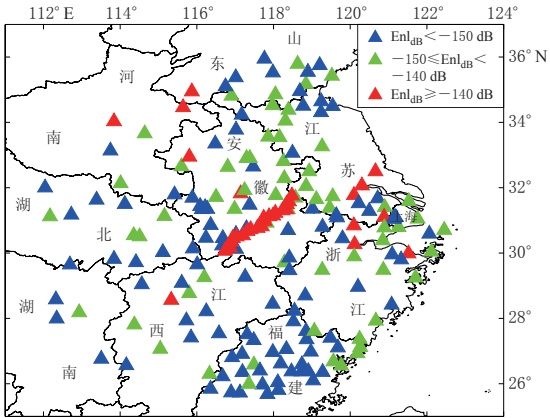 112°E 114 116 118 120 122 124
36°N
34
32
30
28
26
Enl_dB<−150 dB
−150≤Enl_dB<
−140 dB
Enl_dB≥−140 dB
山
东
河
南
安
徽
江
苏
上海
湖
北
浙
江
湖
南
江
西
福
建